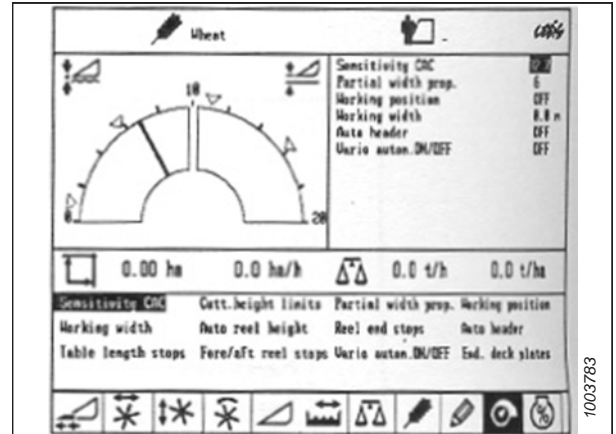 Wheat
CEBIS
Sensitivity CAC
Partial width prop. 6
Working position OFF
Working width 0.0 m
Auto header OFF
Vario autom.ON/OFF OFF
10
0
20
0.00 ha 0.0 ha/h 0.0 t/h 0.0 t/ha
Sensitivity CAC Cutt.height limits Partial width prop. Working position
Working width Auto reel height Reel end stops Auto header
Table length stops Fore/aft reel stops Vario autom.ON/OFF End. deck plates
%
1003783